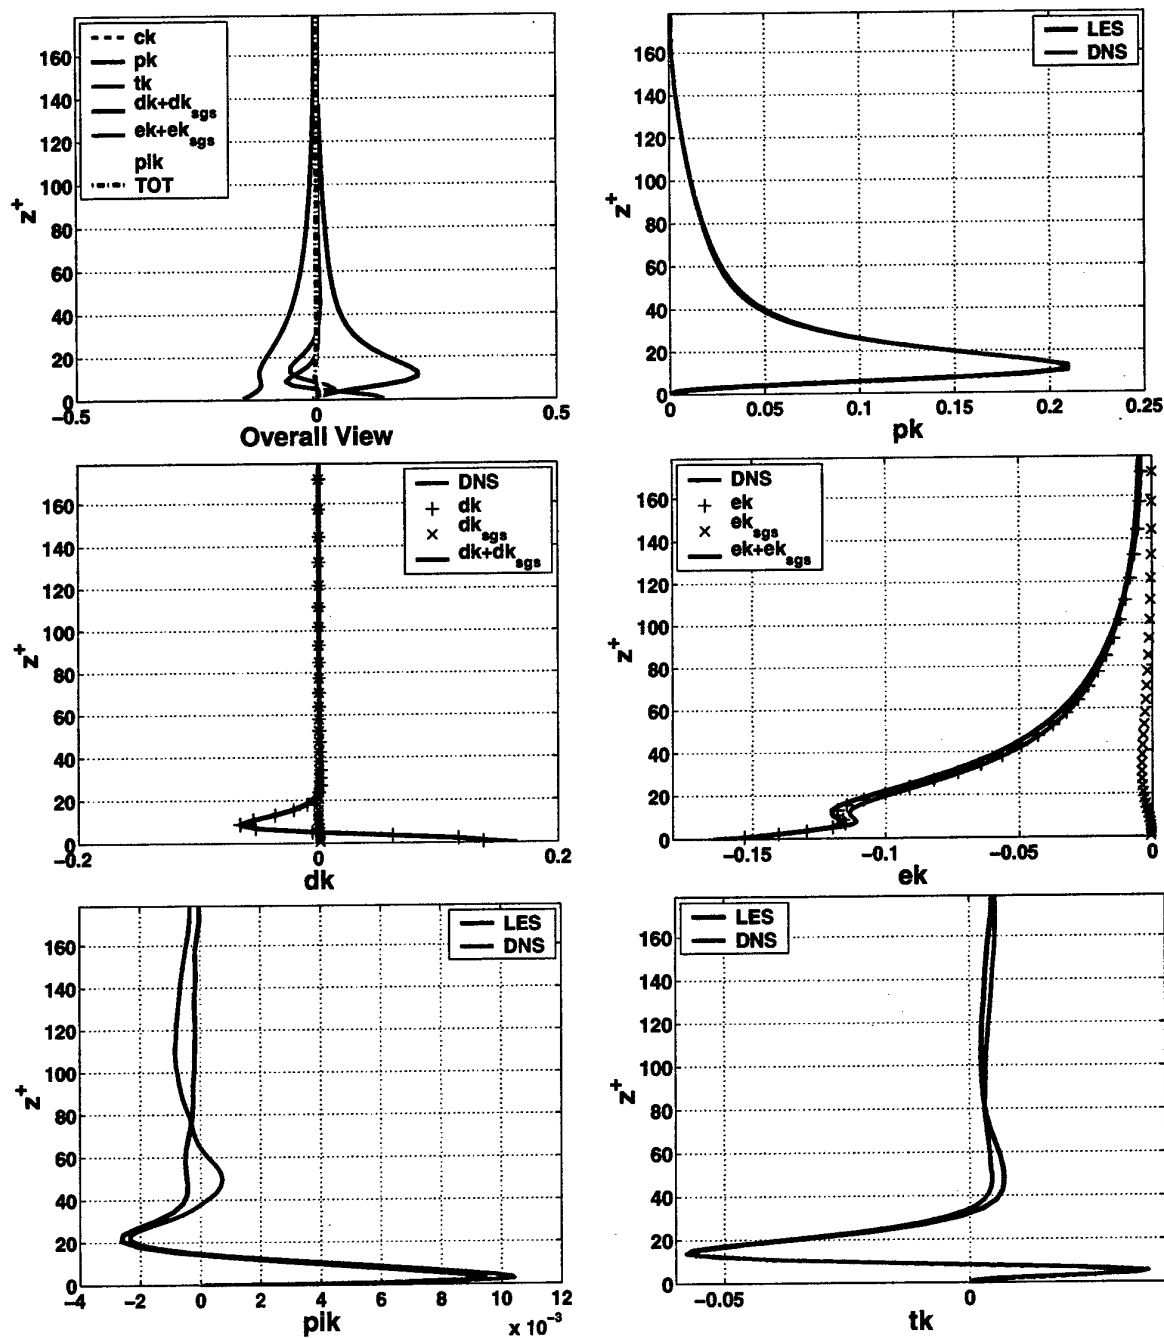 ck
pk
tk
dk+dk_sgs
ek+ek_sgs
pik
TOT
160
140
120
100
80
60
40
20
0
z+
−0.5
0
0.5
Overall View
LES
DNS
160
140
120
100
80
60
40
20
0
z+
0
0.05
0.1
0.15
0.2
0.25
pk
DNS
dk
dk_sgs
dk+dk_sgs
160
140
120
100
80
60
40
20
0
z+
−0.2
0
0.2
dk
DNS
ek
ek_sgs
ek+ek_sgs
160
140
120
100
80
60
40
20
0
z+
−0.15
−0.1
−0.05
0
ek
LES
DNS
160
140
120
100
80
60
40
20
0
z+
−4
−2
0
2
4
6
8
10
12
pik
x 10⁻³
LES
DNS
160
140
120
100
80
60
40
20
0
z+
−0.05
0
tk